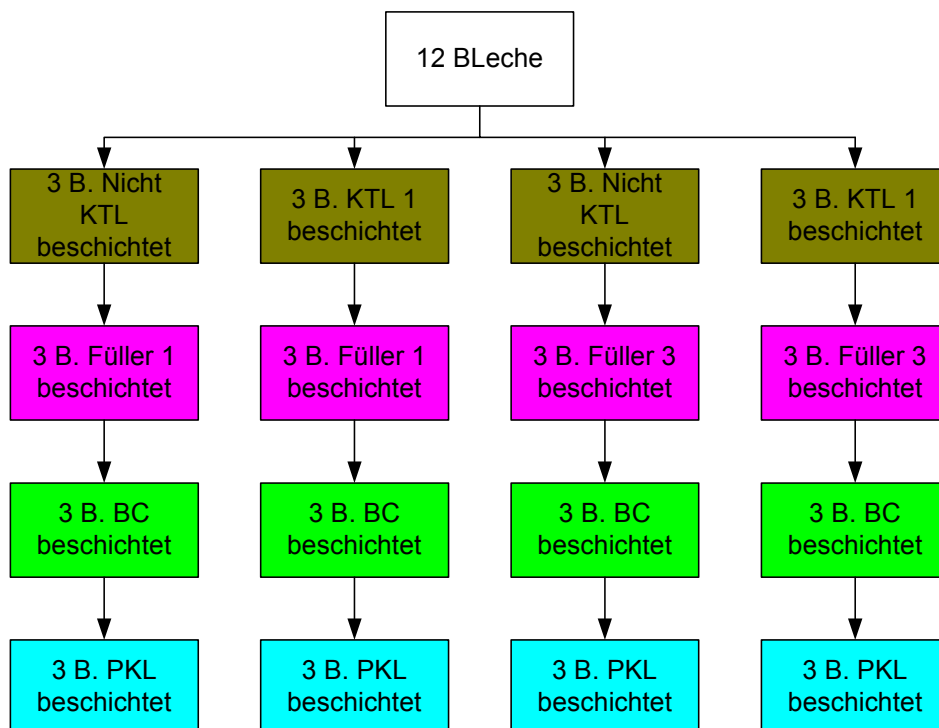 12 BLeche
3 B. Nicht
KTL
beschichtet
3 B. KTL 1
beschichtet
3 B. Nicht
KTL
beschichtet
3 B. KTL 1
beschichtet
3 B. Füller 1
beschichtet
3 B. Füller 1
beschichtet
3 B. Füller 3
beschichtet
3 B. Füller 3
beschichtet
3 B. BC
beschichtet
3 B. BC
beschichtet
3 B. BC
beschichtet
3 B. BC
beschichtet
3 B. PKL
beschichtet
3 B. PKL
beschichtet
3 B. PKL
beschichtet
3 B. PKL
beschichtet